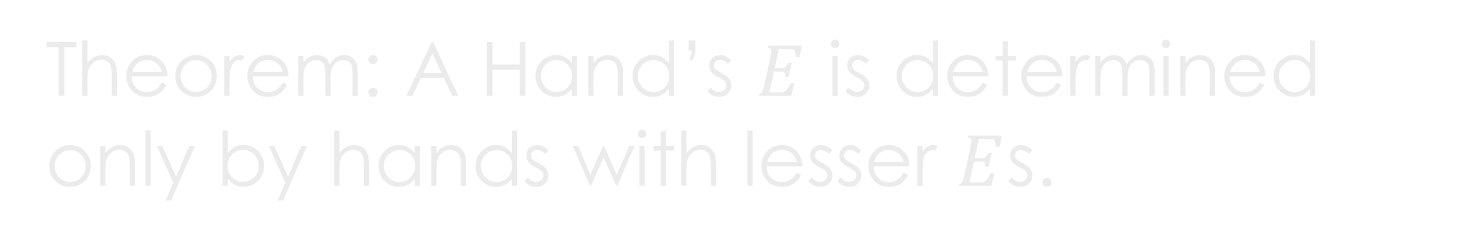 Theorem: A Hand’s E is determined
only by hands with lesser Es.